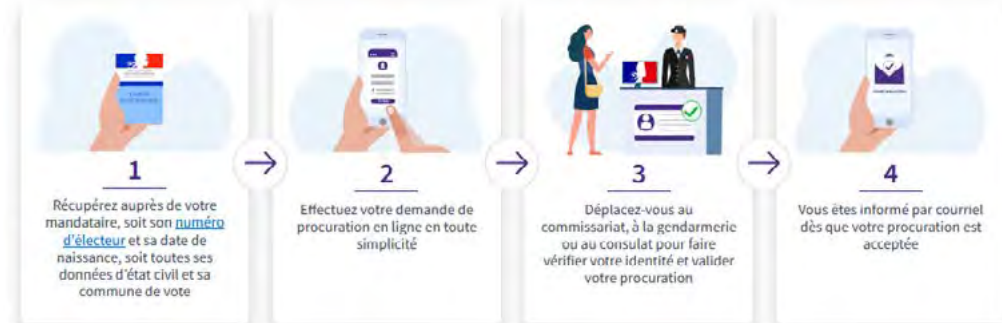 1
Récupérez auprès de votre
mandataire, soit son numéro
d'électeur et sa date de
naissance, soit toutes ses
données d'état civil et sa
commune de vote
2
Effectuez votre demande de
procuration en ligne en toute
simplicité
3
Déplacez-vous au
commissariat, à la gendarmerie
ou au consulat pour faire
vérifier votre identité et valider
votre procuration
4
Vous êtes informé par courriel
dès que votre procuration est
acceptée